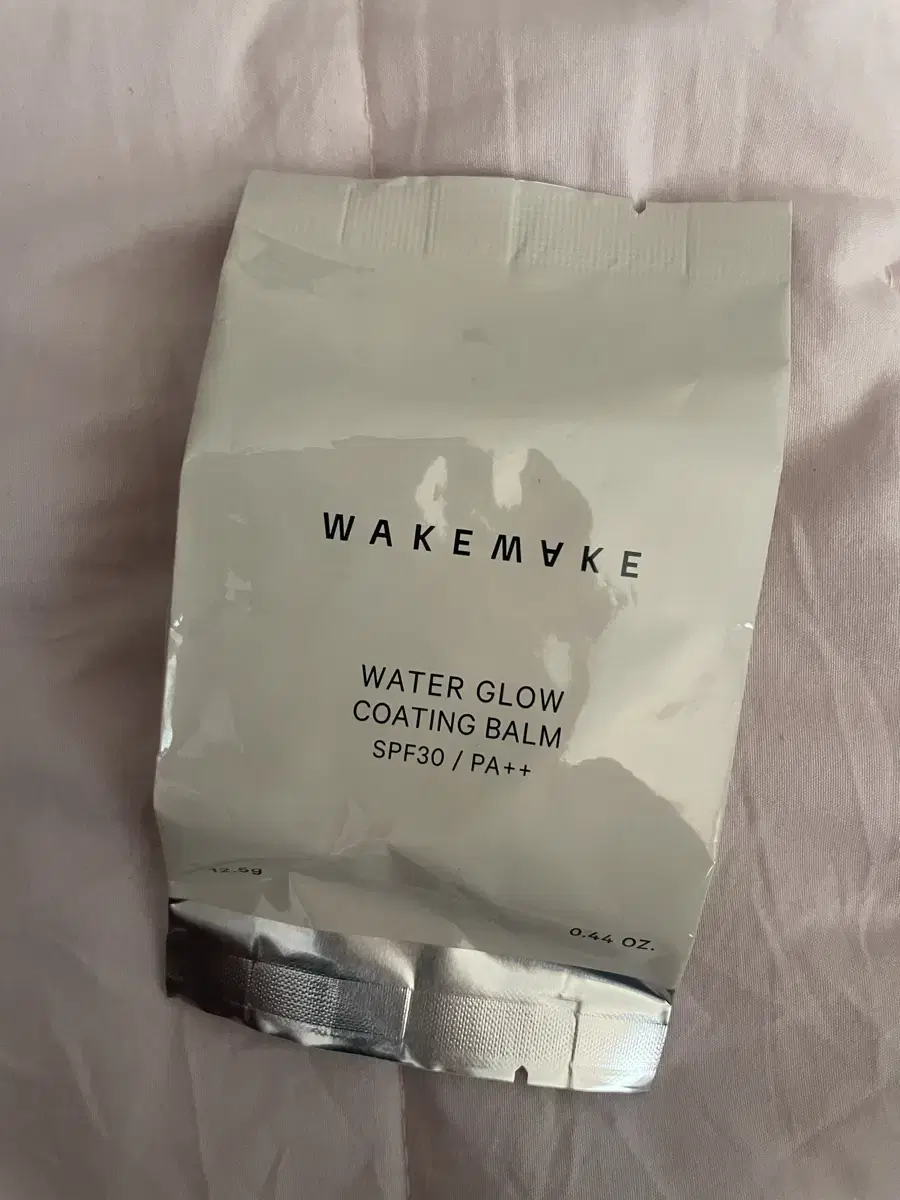 WAKEMAKE
WATER GLOW
COATING BALM
SPF30 / PA++
12.5g
0.44 OZ.